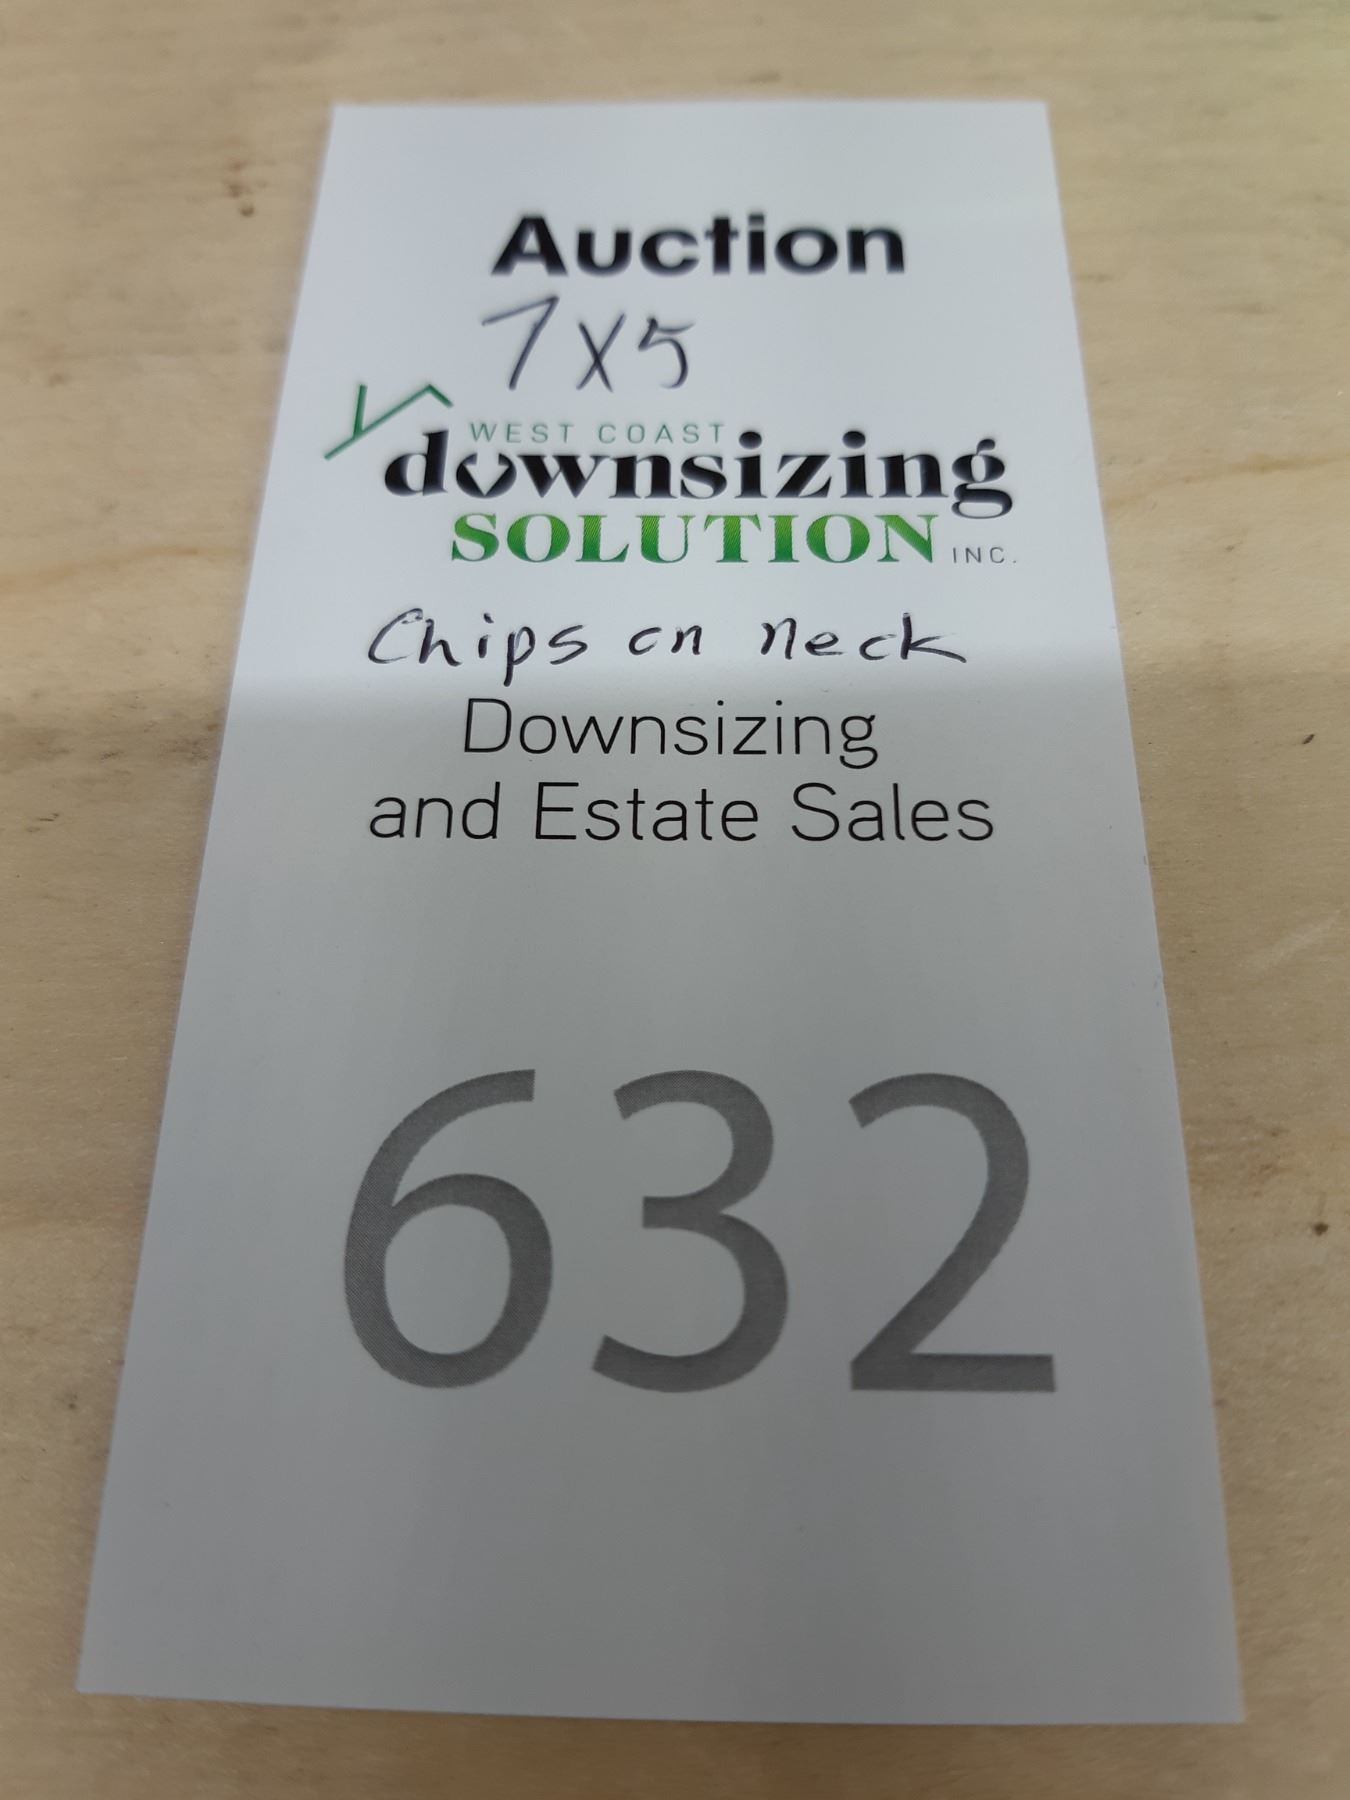 Auction
7x5
WEST COAST
downsizing
SOLUTION INC.
Chips on neck
Downsizing
and Estate Sales
632